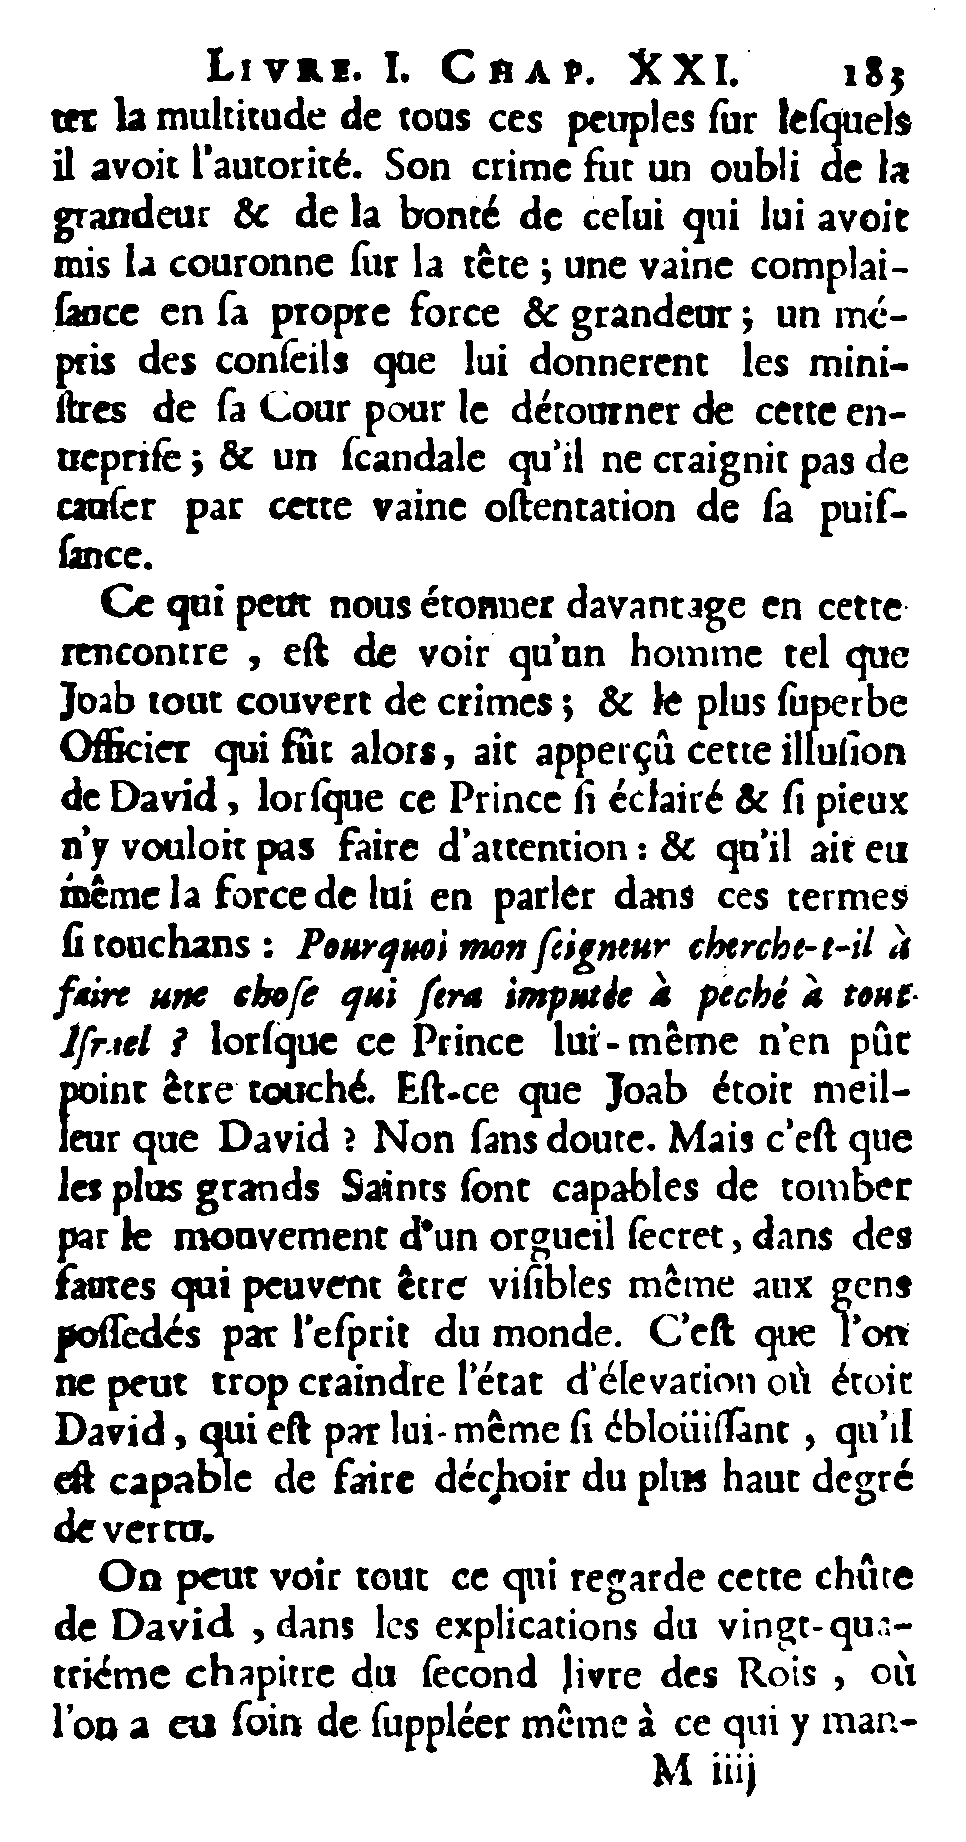 LIVRE. I. CHAP. XXI. 183
ter la multitude de tous ces peuples ſur leſquels
il avoit l'autorité. Son crime fut un oubli de la
grandeur & de la bonté de celui qui lui avoit
mis la couronne ſur la tête ; une vaine complai-
ſance en ſa propre force & grandeur ; un mé-
pris des conſeils que lui donnerent les mini-
ſtres de ſa Cour pour le détourner de cette en-
trepriſe ; & un ſcandale qu'il ne craignit pas de
cauſer par cette vaine oſtentation de ſa puiſ-
ſance.
Ce qui peut nous étonner davantage en cette
rencontre , eſt de voir qu'un homme tel que
Joab tout couvert de crimes ; & le plus ſuperbe
Officier qui fût alors , ait apperçû cette illuſion
de David , lorſque ce Prince ſi éclairé & ſi pieux
n'y vouloit pas faire d'attention : & qu'il ait eu
même la force de lui en parler dans ces termes
ſi touchans : Pourquoi mon ſeigneur cherche-t-il à
faire une choſe qui ſera imputée à peché à tout
Iſrael ? lorſque ce Prince lui-même n'en pût
point être touché. Eſt-ce que Joab étoit meil-
leur que David ? Non ſans doute. Mais c'eſt que
les plus grands Saints ſont capables de tomber
par le mouvement d'un orgueil ſecret , dans des
fautes qui peuvent être viſibles même aux gens
poſſedés par l'eſprit du monde. C'eſt que l'on
ne peut trop craindre l'état d'élevation où étoit
David , qui eſt par lui-même ſi ébloüiſſant , qu'il
eſt capable de faire déchoir du plus haut degré
de vertu.
On peut voir tout ce qui regarde cette chûte
de David , dans les explications du vingt-qua-
triéme chapitre du ſecond livre des Rois , où
l'on a eu ſoin de ſuppléer même à ce qui y man-
M iiij